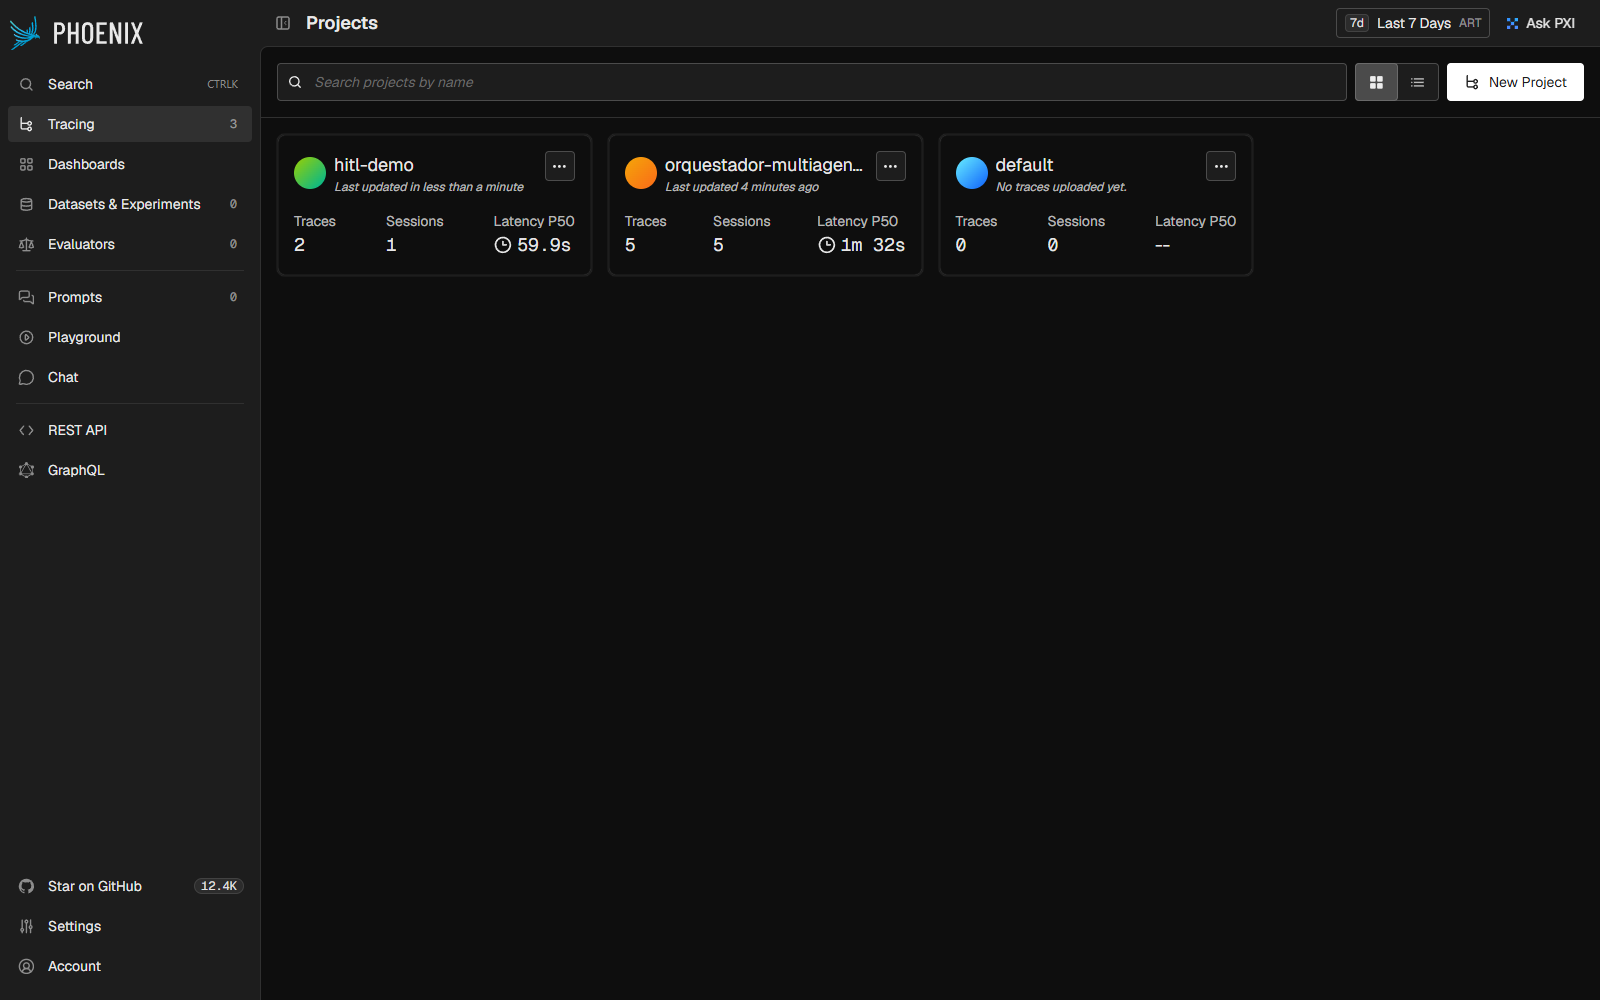 PHOENIX
Search CTRLK
Tracing 3
Dashboards
Datasets & Experiments 0
Evaluators 0
Prompts 0
Playground
Chat
REST API
GraphQL
Star on GitHub 12.4K
Settings
Account
Projects
7d Last 7 Days ART
Ask PXI
Search projects by name
New Project
hitl-demo
Last updated in less than a minute
Traces Sessions Latency P50
2 1 59.9s
orquestador-multiagen...
Last updated 4 minutes ago
Traces Sessions Latency P50
5 5 1m 32s
default
No traces uploaded yet.
Traces Sessions Latency P50
0 0 --